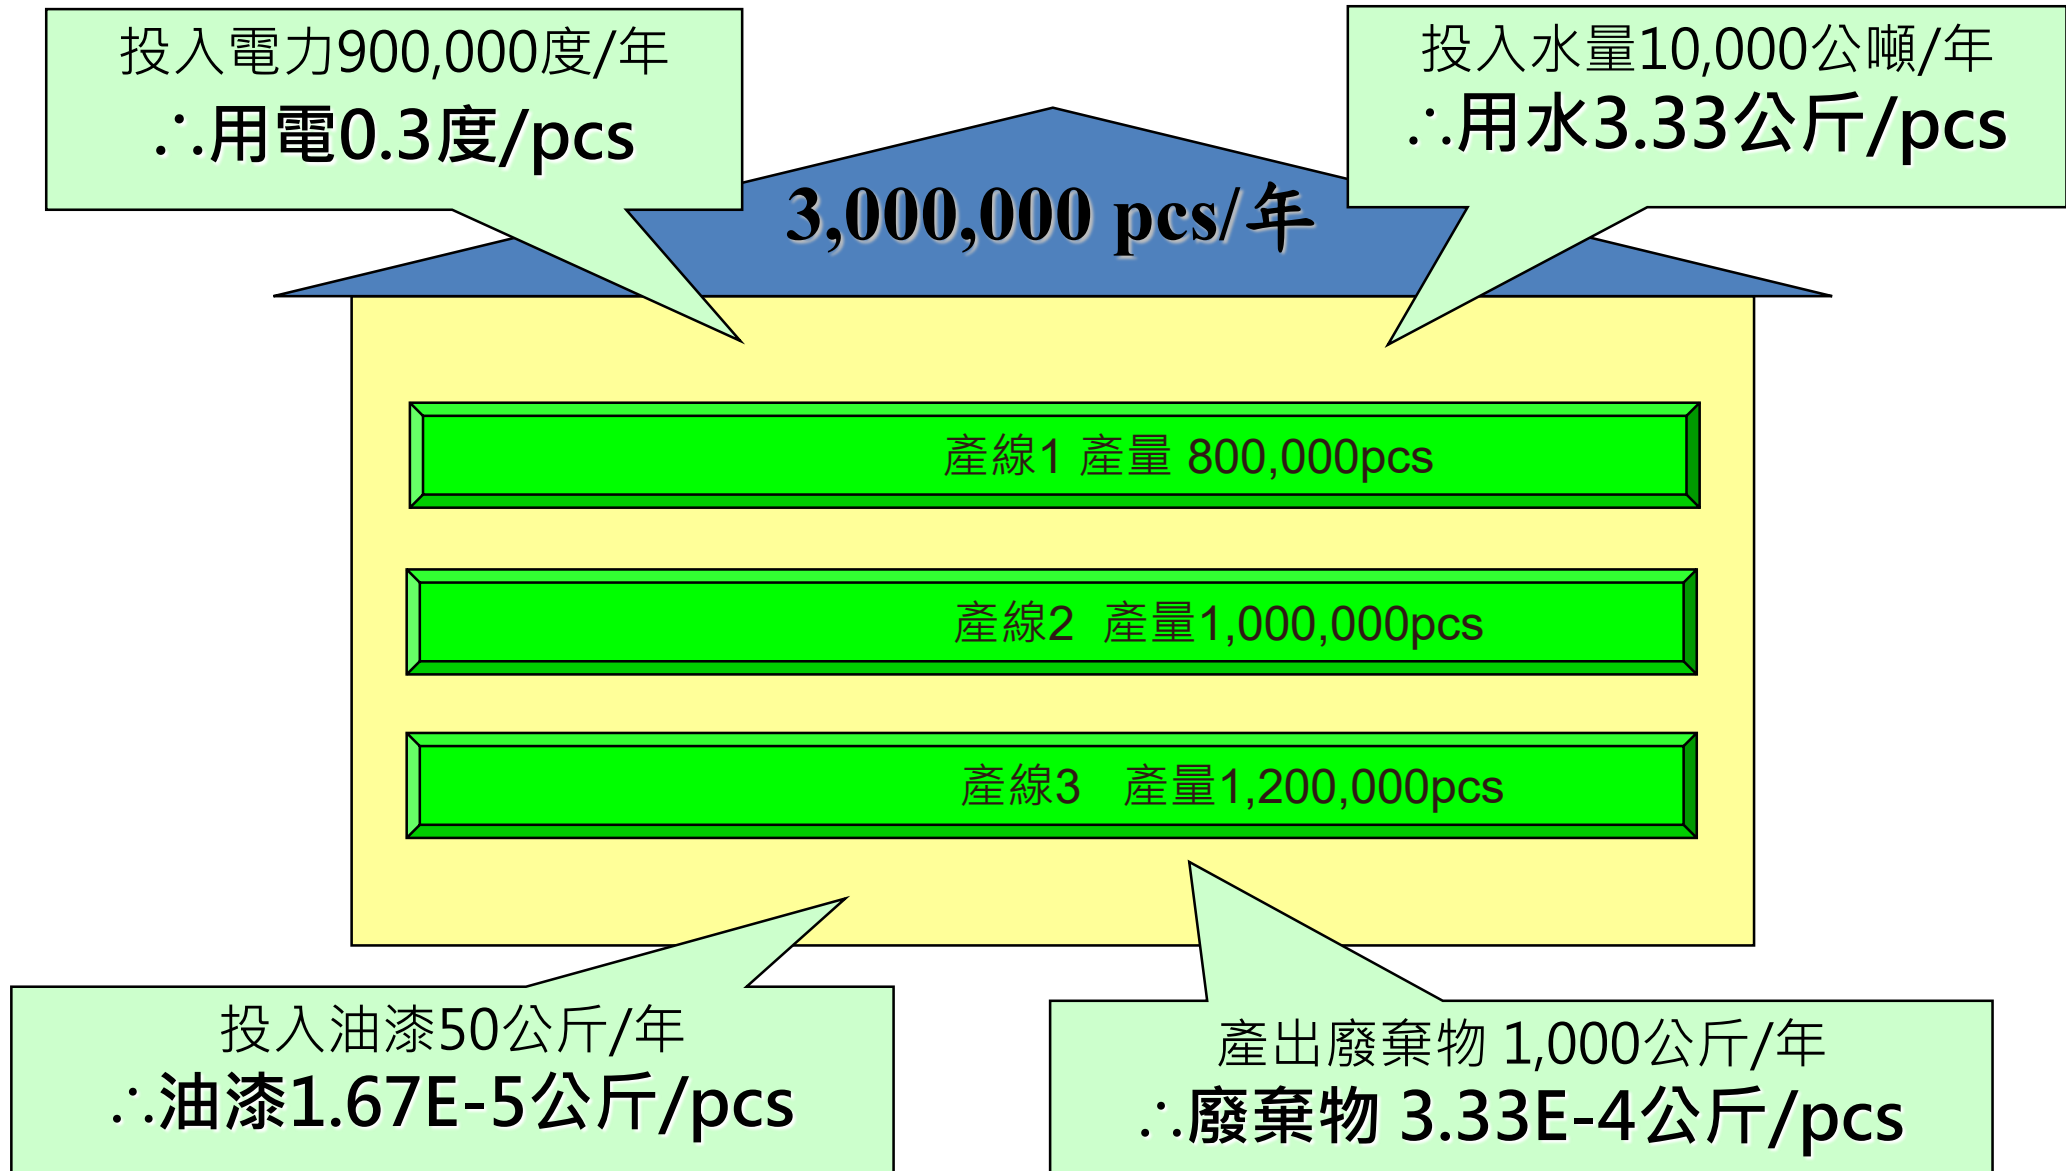 投入電力900,000度/年
∴用電0.3度/pcs
投入水量10,000公噸/年
∴用水3.33公斤/pcs
3,000,000 pcs/年
產線1 產量 800,000pcs
產線2 產量1,000,000pcs
產線3 產量1,200,000pcs
投入油漆50公斤/年
∴油漆1.67E-5公斤/pcs
產出廢棄物 1,000公斤/年
∴廢棄物 3.33E-4公斤/pcs